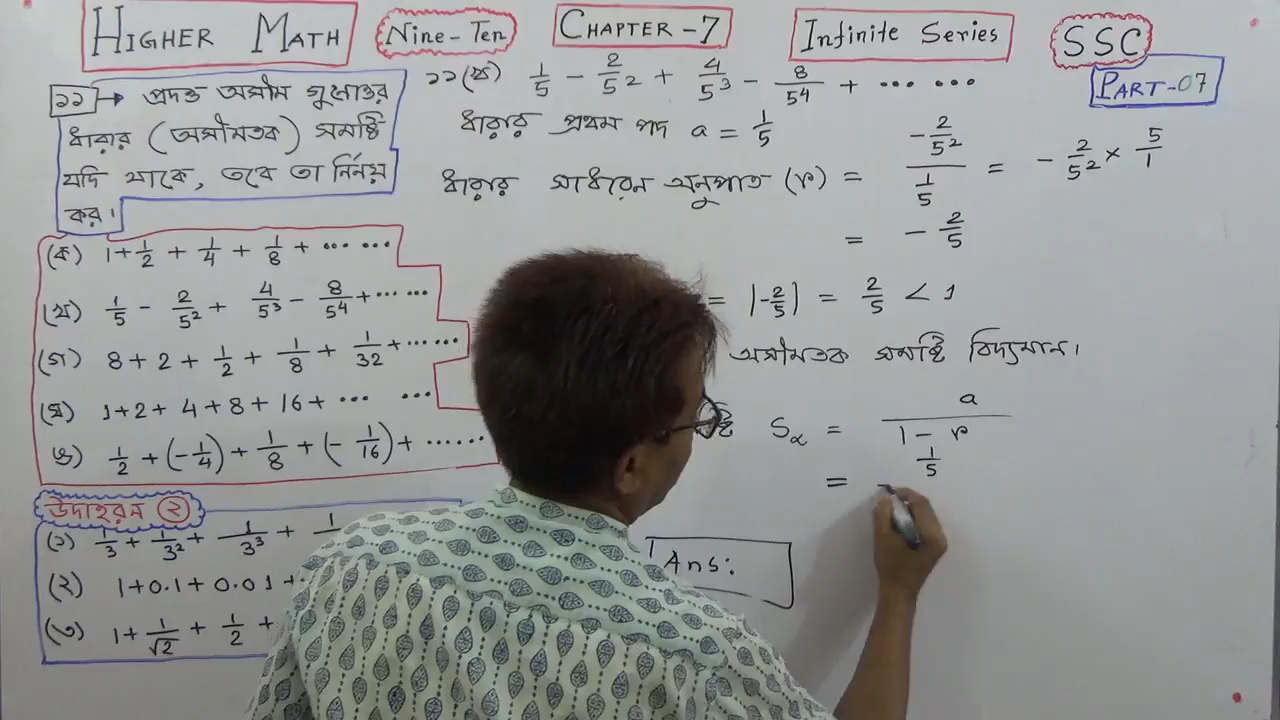 HIGHER MATH
Nine-Ten
CHAPTER-7
Infinite Series
SSC
PART-07
১১ → প্রদত্ত অসীম গুণোত্তর
ধারার (অসীমতক) সমষ্টি
যদি থাকে, তবে তা নির্ণয়
কর।
(ক) 1 + 1/2 + 1/4 + 1/8 + ... ...
(খ) 1/5 - 2/5² + 4/5³ - 8/5⁴ + ... ...
(গ) 8 + 2 + 1/2 + 1/8 + 1/32 + ... ...
(ঘ) 1 + 2 + 4 + 8 + 16 + ... ...
(ঙ) 1/2 + (-1/4) + 1/8 + (-1/16) + ... ...
উদাহরন ২
(১) 1/3 + 1/3² + 1/3³ +
(২) 1 + 0.1 + 0.01 +
(৩) 1 + 1/√2 + 1/2 +
১১(খ) 1/5 - 2/5² + 4/5³ - 8/5⁴ + ... ... ...
ধারার প্রথম পদ a = 1/5
ধারার সাধারন অনুপাত (r) = (-2/5²)/(1/5) = -2/5² × 5/1
= -2/5
= |-2/5| = 2/5 < 1
অসীমতক সমষ্টি বিদ্যমান।
S∝ = a/(1 - r)
= 1/5
Ans: